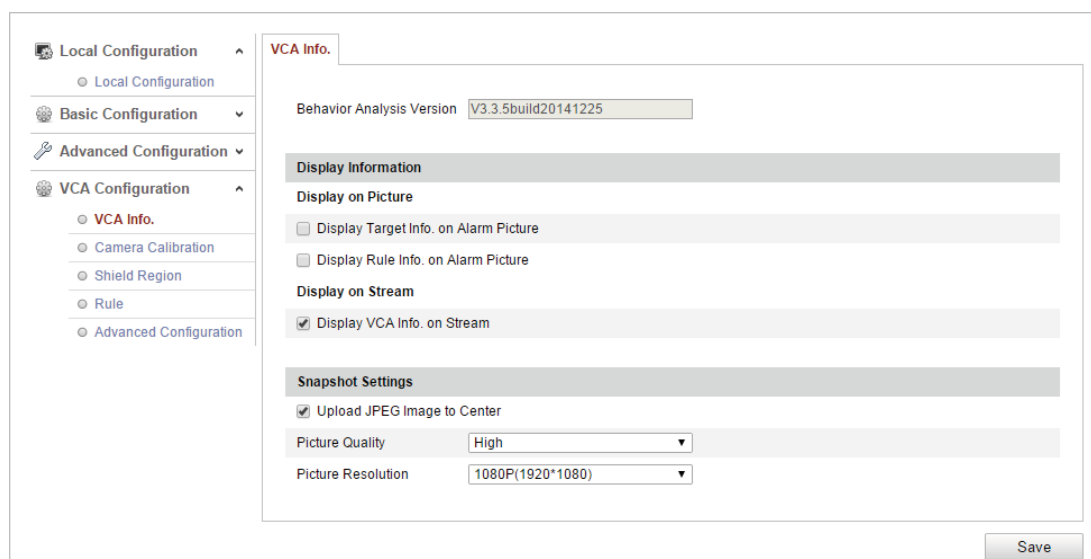 Local Configuration
Local Configuration
Basic Configuration
Advanced Configuration
VCA Configuration
VCA Info.
Camera Calibration
Shield Region
Rule
Advanced Configuration
VCA Info.
Behavior Analysis Version V3.3.5build20141225
Display Information
Display on Picture
Display Target Info. on Alarm Picture
Display Rule Info. on Alarm Picture
Display on Stream
Display VCA Info. on Stream
Snapshot Settings
Upload JPEG Image to Center
Picture Quality High
Picture Resolution 1080P(1920*1080)
Save